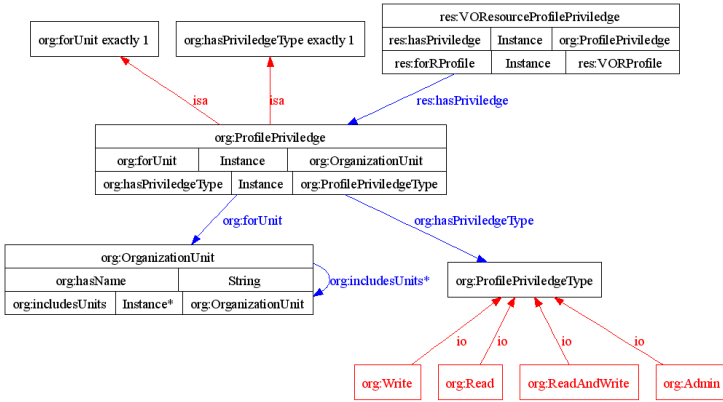 org:forUnit exactly 1
org:hasPriviledgeType exactly 1
res:VOResourceProfilePriviledge
res:hasPriviledge Instance org:ProfilePriviledge
res:forRProfile Instance res:VORProfile
isa
isa
res:hasPriviledge
org:ProfilePriviledge
org:forUnit Instance org:OrganizationUnit
org:hasPriviledgeType Instance org:ProfilePriviledgeType
org:forUnit
org:hasPriviledgeType
org:OrganizationUnit
org:hasName String
org:includesUnits Instance* org:OrganizationUnit
org:includesUnits*
org:ProfilePriviledgeType
io
io
io
io
org:Write
org:Read
org:ReadAndWrite
org:Admin